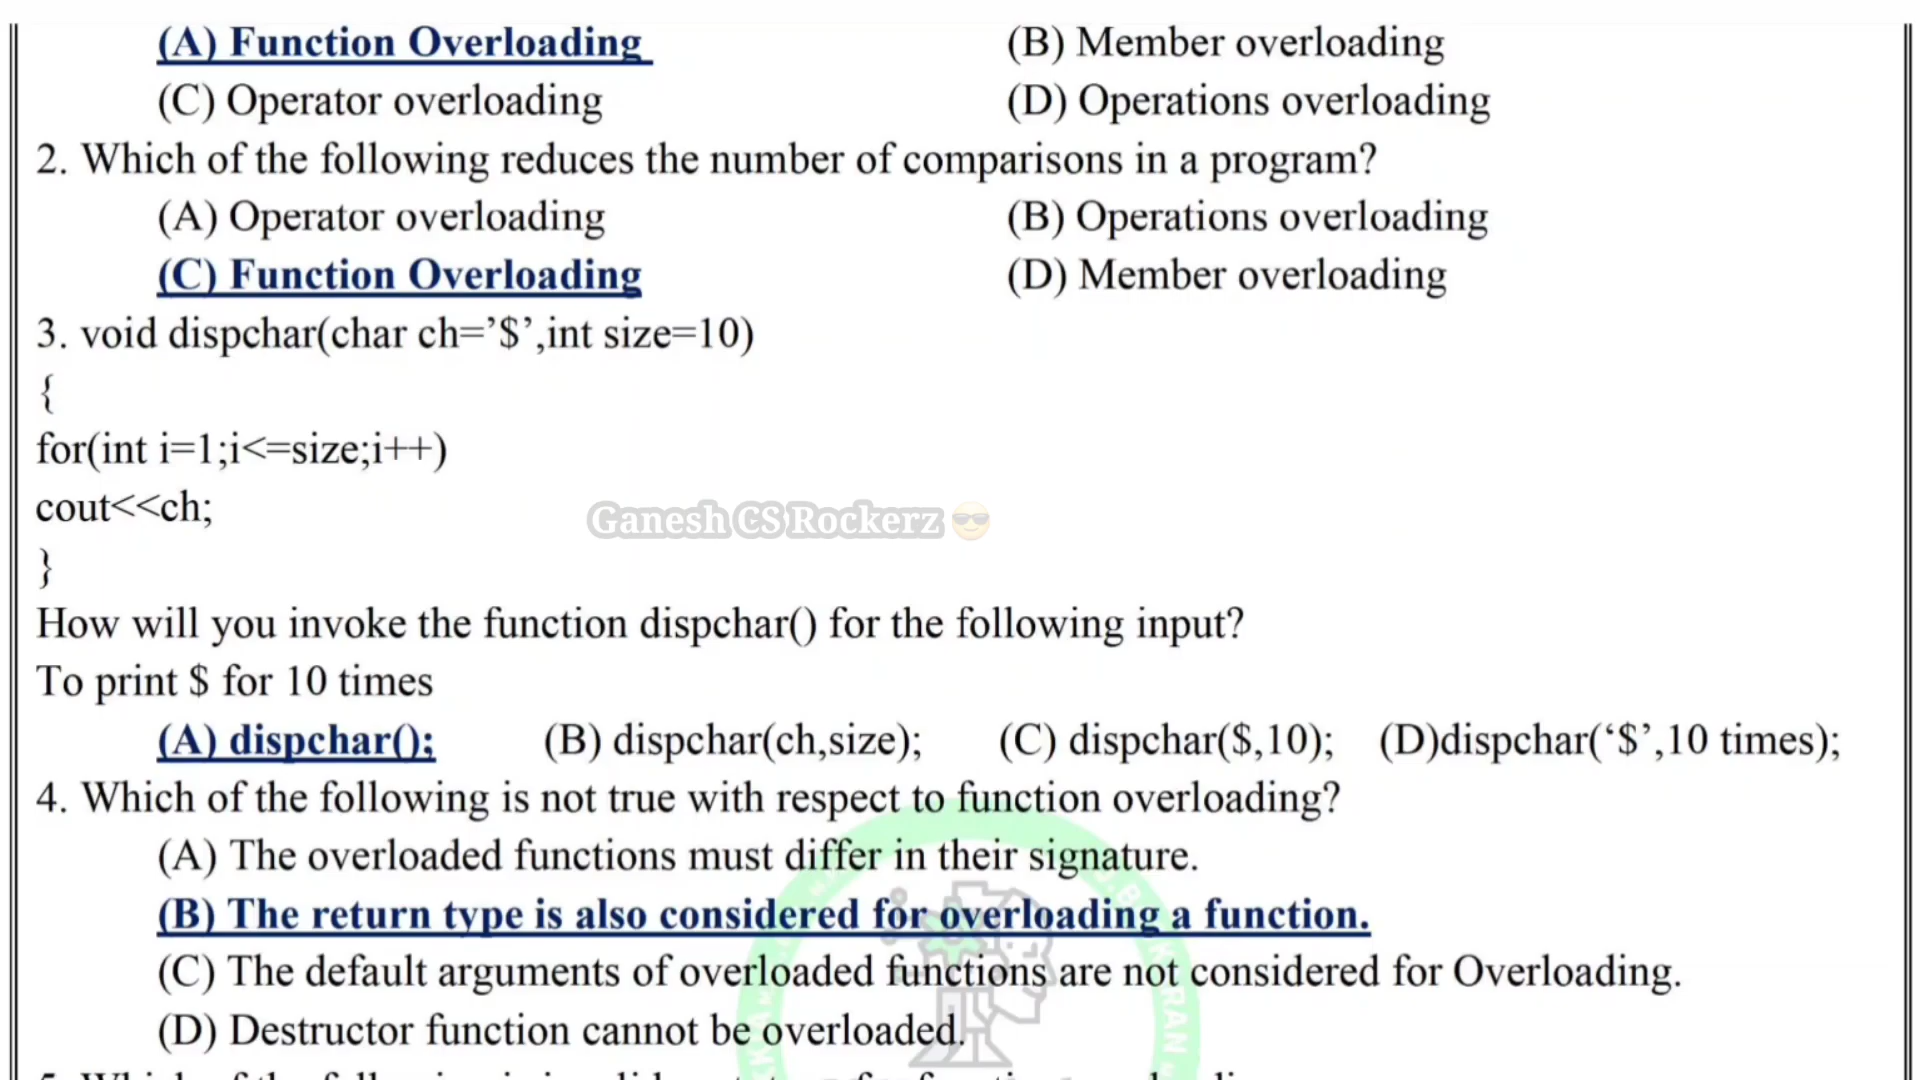 (A) Function Overloading (B) Member overloading
(C) Operator overloading (D) Operations overloading
2. Which of the following reduces the number of comparisons in a program?
(A) Operator overloading (B) Operations overloading
(C) Function Overloading (D) Member overloading
3. void dispchar(char ch=’$’,int size=10)
{
for(int i=1;i<=size;i++)
cout<<ch;
Ganesh CS Rockerz 😎
}
How will you invoke the function dispchar() for the following input?
To print $ for 10 times
(A) dispchar(); (B) dispchar(ch,size); (C) dispchar($,10); (D)dispchar(‘$’,10 times);
4. Which of the following is not true with respect to function overloading?
(A) The overloaded functions must differ in their signature.
(B) The return type is also considered for overloading a function.
(C) The default arguments of overloaded functions are not considered for Overloading.
(D) Destructor function cannot be overloaded.